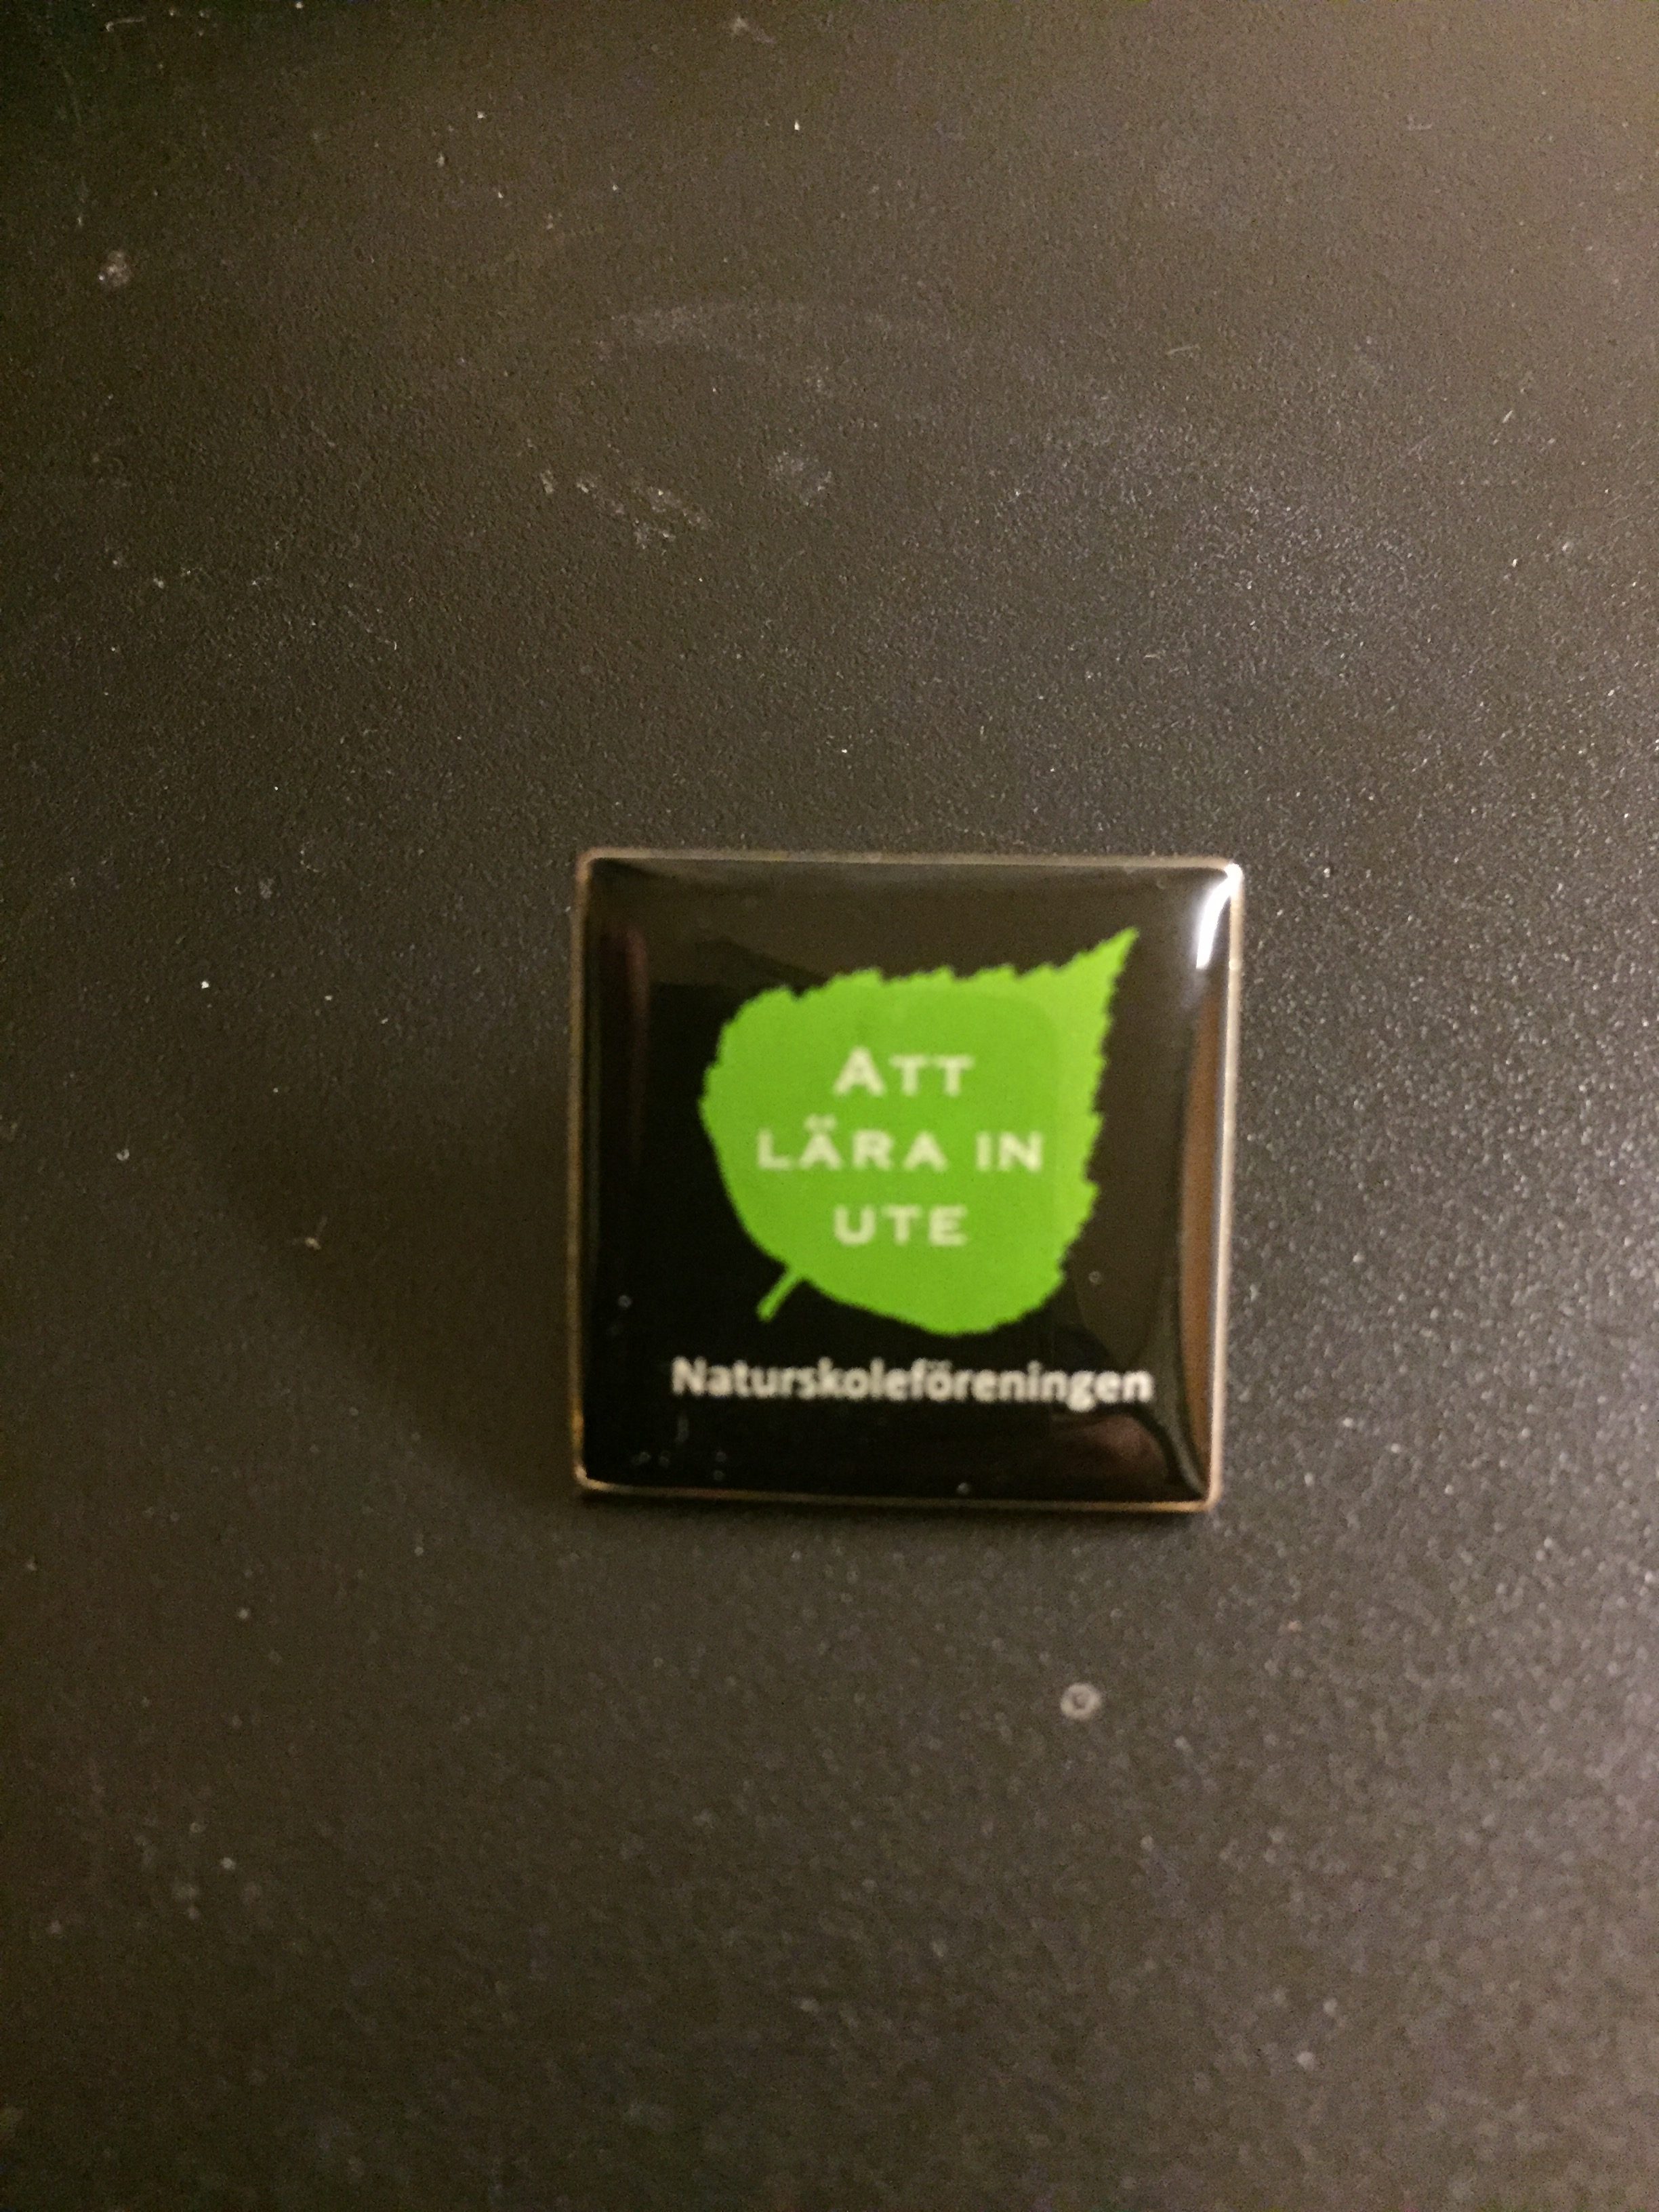 ATT
LÄRA IN
UTE
Naturskoleföreningen